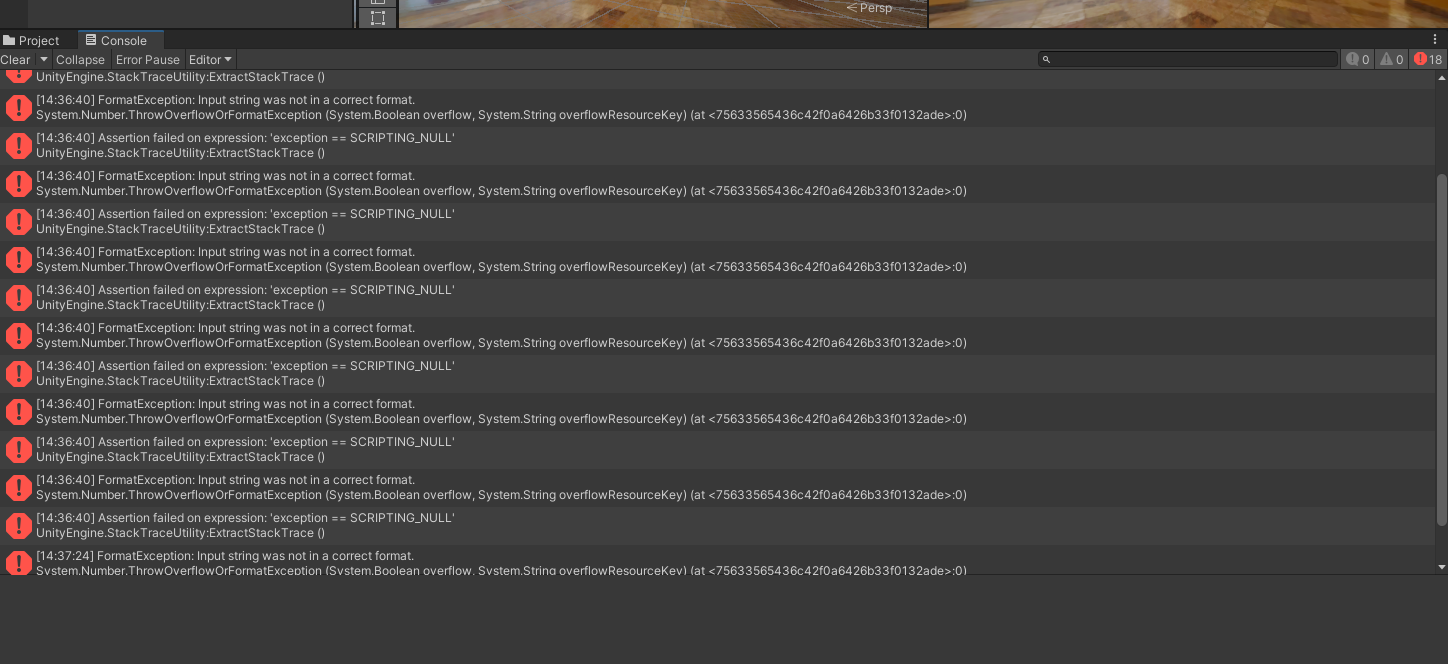 Persp
Project
Console
Clear
Collapse
Error Pause
Editor
0
0
18
UnityEngine.StackTraceUtility:ExtractStackTrace ()
[14:36:40] FormatException: Input string was not in a correct format.
System.Number.ThrowOverflowOrFormatException (System.Boolean overflow, System.String overflowResourceKey) (at <75633565436c42f0a6426b33f0132ade>:0)
[14:36:40] Assertion failed on expression: 'exception == SCRIPTING_NULL'
UnityEngine.StackTraceUtility:ExtractStackTrace ()
[14:36:40] FormatException: Input string was not in a correct format.
System.Number.ThrowOverflowOrFormatException (System.Boolean overflow, System.String overflowResourceKey) (at <75633565436c42f0a6426b33f0132ade>:0)
[14:36:40] Assertion failed on expression: 'exception == SCRIPTING_NULL'
UnityEngine.StackTraceUtility:ExtractStackTrace ()
[14:36:40] FormatException: Input string was not in a correct format.
System.Number.ThrowOverflowOrFormatException (System.Boolean overflow, System.String overflowResourceKey) (at <75633565436c42f0a6426b33f0132ade>:0)
[14:36:40] Assertion failed on expression: 'exception == SCRIPTING_NULL'
UnityEngine.StackTraceUtility:ExtractStackTrace ()
[14:36:40] FormatException: Input string was not in a correct format.
System.Number.ThrowOverflowOrFormatException (System.Boolean overflow, System.String overflowResourceKey) (at <75633565436c42f0a6426b33f0132ade>:0)
[14:36:40] Assertion failed on expression: 'exception == SCRIPTING_NULL'
UnityEngine.StackTraceUtility:ExtractStackTrace ()
[14:36:40] FormatException: Input string was not in a correct format.
System.Number.ThrowOverflowOrFormatException (System.Boolean overflow, System.String overflowResourceKey) (at <75633565436c42f0a6426b33f0132ade>:0)
[14:36:40] Assertion failed on expression: 'exception == SCRIPTING_NULL'
UnityEngine.StackTraceUtility:ExtractStackTrace ()
[14:36:40] FormatException: Input string was not in a correct format.
System.Number.ThrowOverflowOrFormatException (System.Boolean overflow, System.String overflowResourceKey) (at <75633565436c42f0a6426b33f0132ade>:0)
[14:36:40] Assertion failed on expression: 'exception == SCRIPTING_NULL'
UnityEngine.StackTraceUtility:ExtractStackTrace ()
[14:37:24] FormatException: Input string was not in a correct format.
System.Number.ThrowOverflowOrFormatException (System.Boolean overflow, System.String overflowResourceKey) (at <75633565436c42f0a6426b33f0132ade>:0)